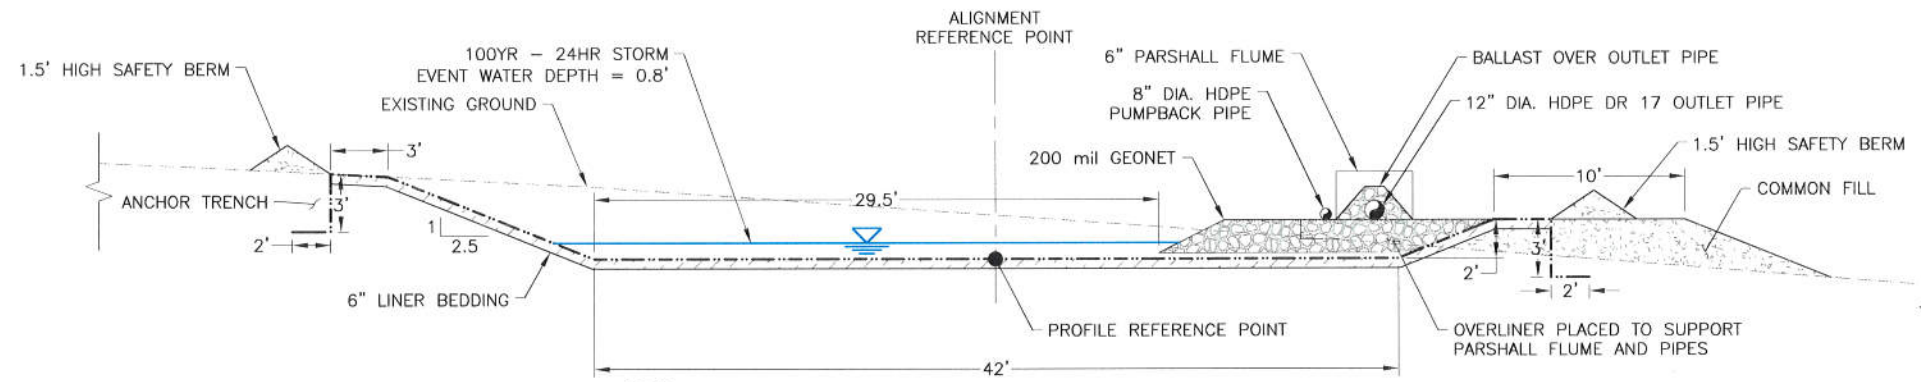 ALIGNMENT
REFERENCE POINT
100YR - 24HR STORM
EVENT WATER DEPTH = 0.8'
1.5' HIGH SAFETY BERM
6" PARSHALL FLUME
BALLAST OVER OUTLET PIPE
EXISTING GROUND
8" DIA. HDPE
PUMPBACK PIPE
12" DIA. HDPE DR 17 OUTLET PIPE
3'
200 mil GEONET
1.5' HIGH SAFETY BERM
10'
COMMON FILL
ANCHOR TRENCH
3'
29.5'
1
2.5
2'
3'
2'
2'
6" LINER BEDDING
PROFILE REFERENCE POINT
OVERLINER PLACED TO SUPPORT
PARSHALL FLUME AND PIPES
42'